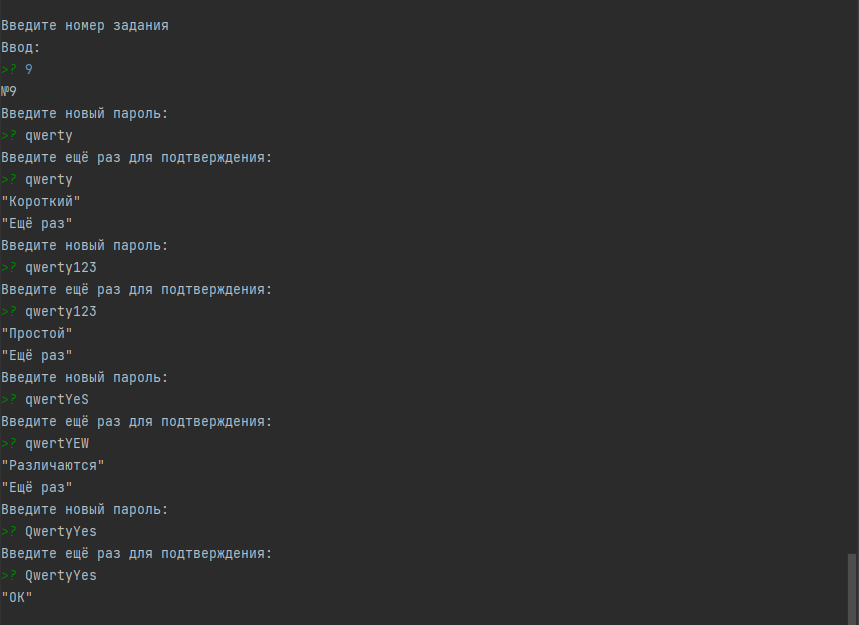 Введите номер задания
Ввод:
>? 9
№9
Введите новый пароль:
>? qwerty
Введите ещё раз для подтверждения:
>? qwerty
"Короткий"
"Ещё раз"
Введите новый пароль:
>? qwerty123
Введите ещё раз для подтверждения:
>? qwerty123
"Простой"
"Ещё раз"
Введите новый пароль:
>? qwertYeS
Введите ещё раз для подтверждения:
>? qwertYEW
"Различаются"
"Ещё раз"
Введите новый пароль:
>? QwertyYes
Введите ещё раз для подтверждения:
>? QwertyYes
"OK"